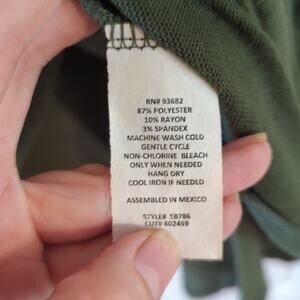 RN# 93682
87% POLYESTER
10% RAYON
3% SPANDEX
MACHINE WASH COLD
GENTLE CYCLE
NON-CHLORINE BLEACH
ONLY WHEN NEEDED
HANG DRY
COOL IRON IF NEEDED
ASSEMBLED IN MEXICO
STYLE# S8786
CUT# 602469